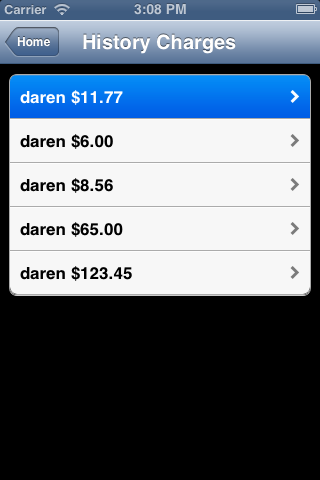 Carrier 3:08 PM
Home History Charges
daren $11.77
daren $6.00
daren $8.56
daren $65.00
daren $123.45